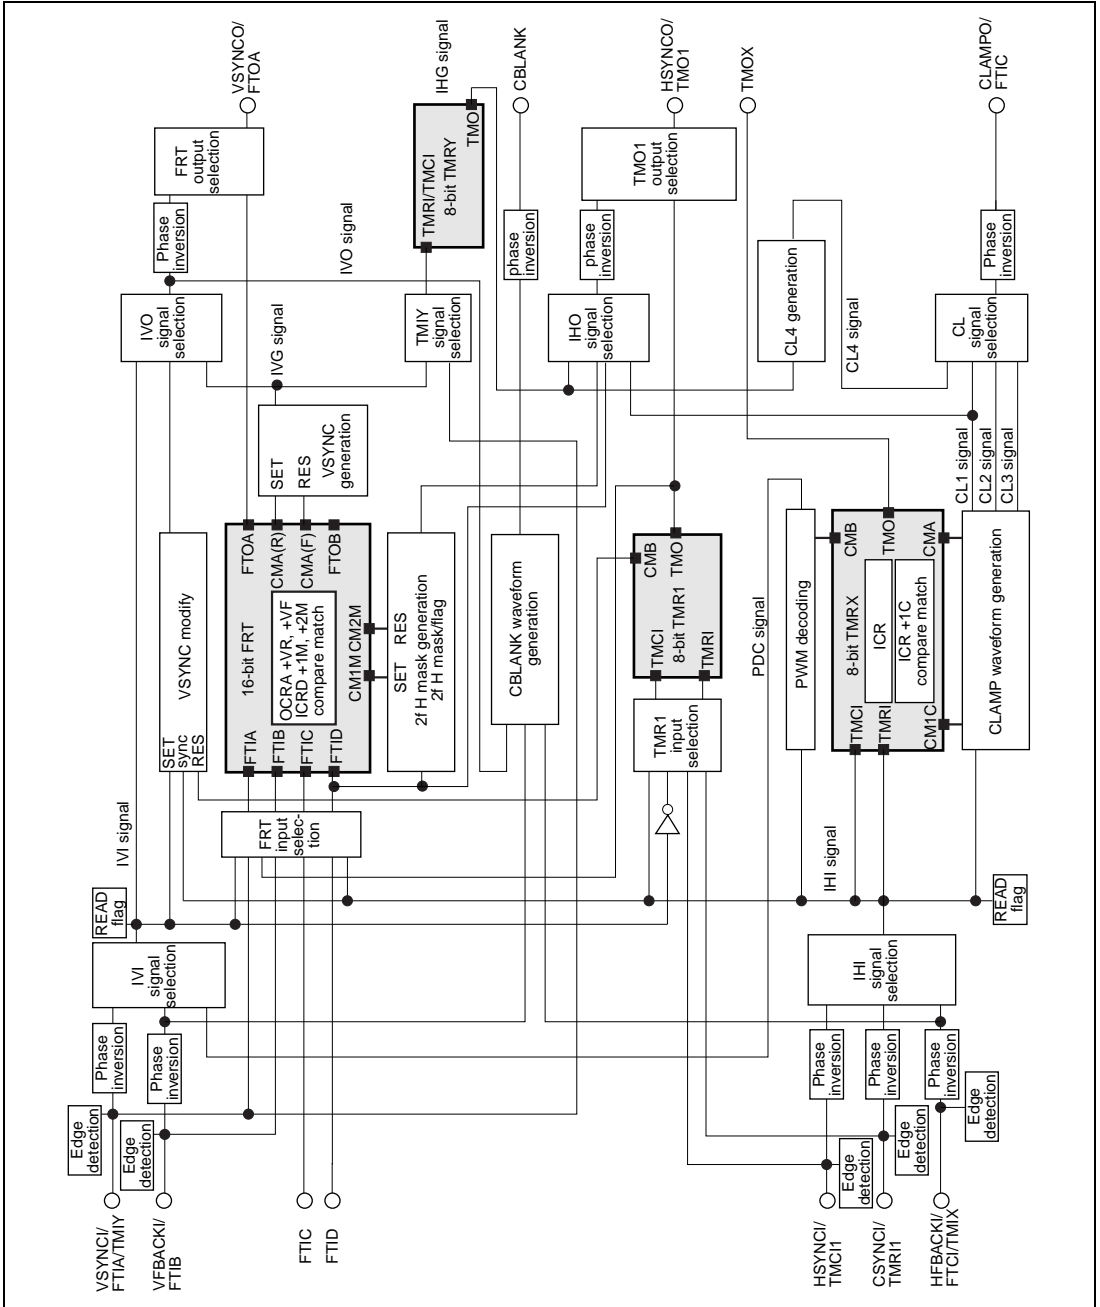 VSYNCO/
FTOA
IHG signal
CBLANK
HSYNCO/
TMO1
TMOX
CLAMPO/
FTIC
FRT
output
selection
TMRI/TMCI
8-bit TMRY
TMO
TMO1
output
selection
Phase
inversion
IVO signal
phase
inversion
phase
inversion
Phase
inversion
IVO
signal
selection
IVG signal
TMIY
signal
selection
IHO
signal
selection
CL4 generation
CL4 signal
CL
signal
selection
SET
RES
VSYNC
generation
CL1 signal
CL2 signal
CL3 signal
VSYNC modify
SET
sync
RES
FTOA
CMA(R)
CMA(F)
FTOB
16-bit FRT
OCRA +VR, +VF
ICRD +1M, +2M
compare match
CM1M CM2M
FTIA
FTIB
FTIC
FTID
SET RES
2f H mask generation
2f H mask/flag
CBLANK waveform
generation
CMB
TMO
8-bit TMR1
TMCI
TMRI
PDC signal
PWM decoding
CMB
TMO
CMA
8-bit TMRX
ICR
ICR +1C
compare match
TMCI
TMRI
CM1C
CLAMP waveform generation
TMR1
input
selection
IVI signal
FRT
input
selec-
tion
IHI signal
READ
flag
READ
flag
IVI
signal
selection
IHI
signal
selection
Phase
inversion
Phase
inversion
Phase
inversion
Phase
inversion
Phase
inversion
Edge
detection
Edge
detection
Edge
detection
Edge
detection
Edge
detection
VSYNCI/
FTIA/TMIY
VFBACKI/
FTIB
FTIC
FTID
HSYNCI/
TMCI1
CSYNCI/
TMRI1
HFBACKI/
FTCI/TMIX